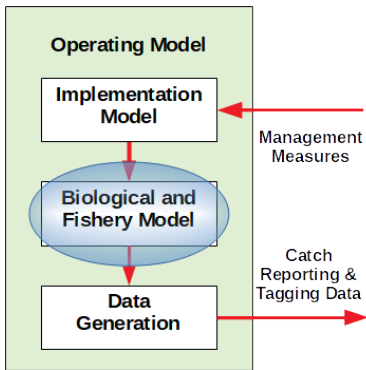 Operating Model
Implementation
Model
Management
Measures
Biological and
Fishery Model
Catch
Reporting &
Tagging Data
Data
Generation